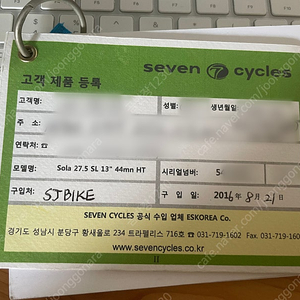 seven 7 cycles
고객 제품 등록
고객명: 성별: 생년월일
주 소:
연락처: ☎
모델명: Sola 27.5 SL 13" 44mn HT 시리얼넘버: 5
구입처: SJBIKE 구 입 일: 2016년 8월 21일
SEVEN CYCLES 공식 수입 업체 ESKOREA Co.
경기도 성남시 분당구 황새울로 234 트라팰리스 716호 ☎ 031-719-1602 Fax. 031-719-160
www.sevencycles.co.kr